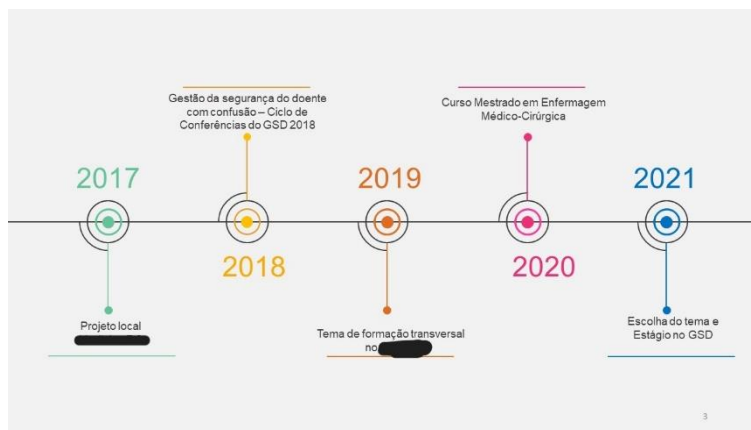 Gestão da segurança do doente
com confusão – Ciclo de
Conferências do GSD 2018
Curso Mestrado em Enfermagem
Médico-Cirúrgica
2017
2019
2021
2018
2020
Projeto local
Tema de formação transversal
no
Escolha do tema e
Estágio no GSD
3